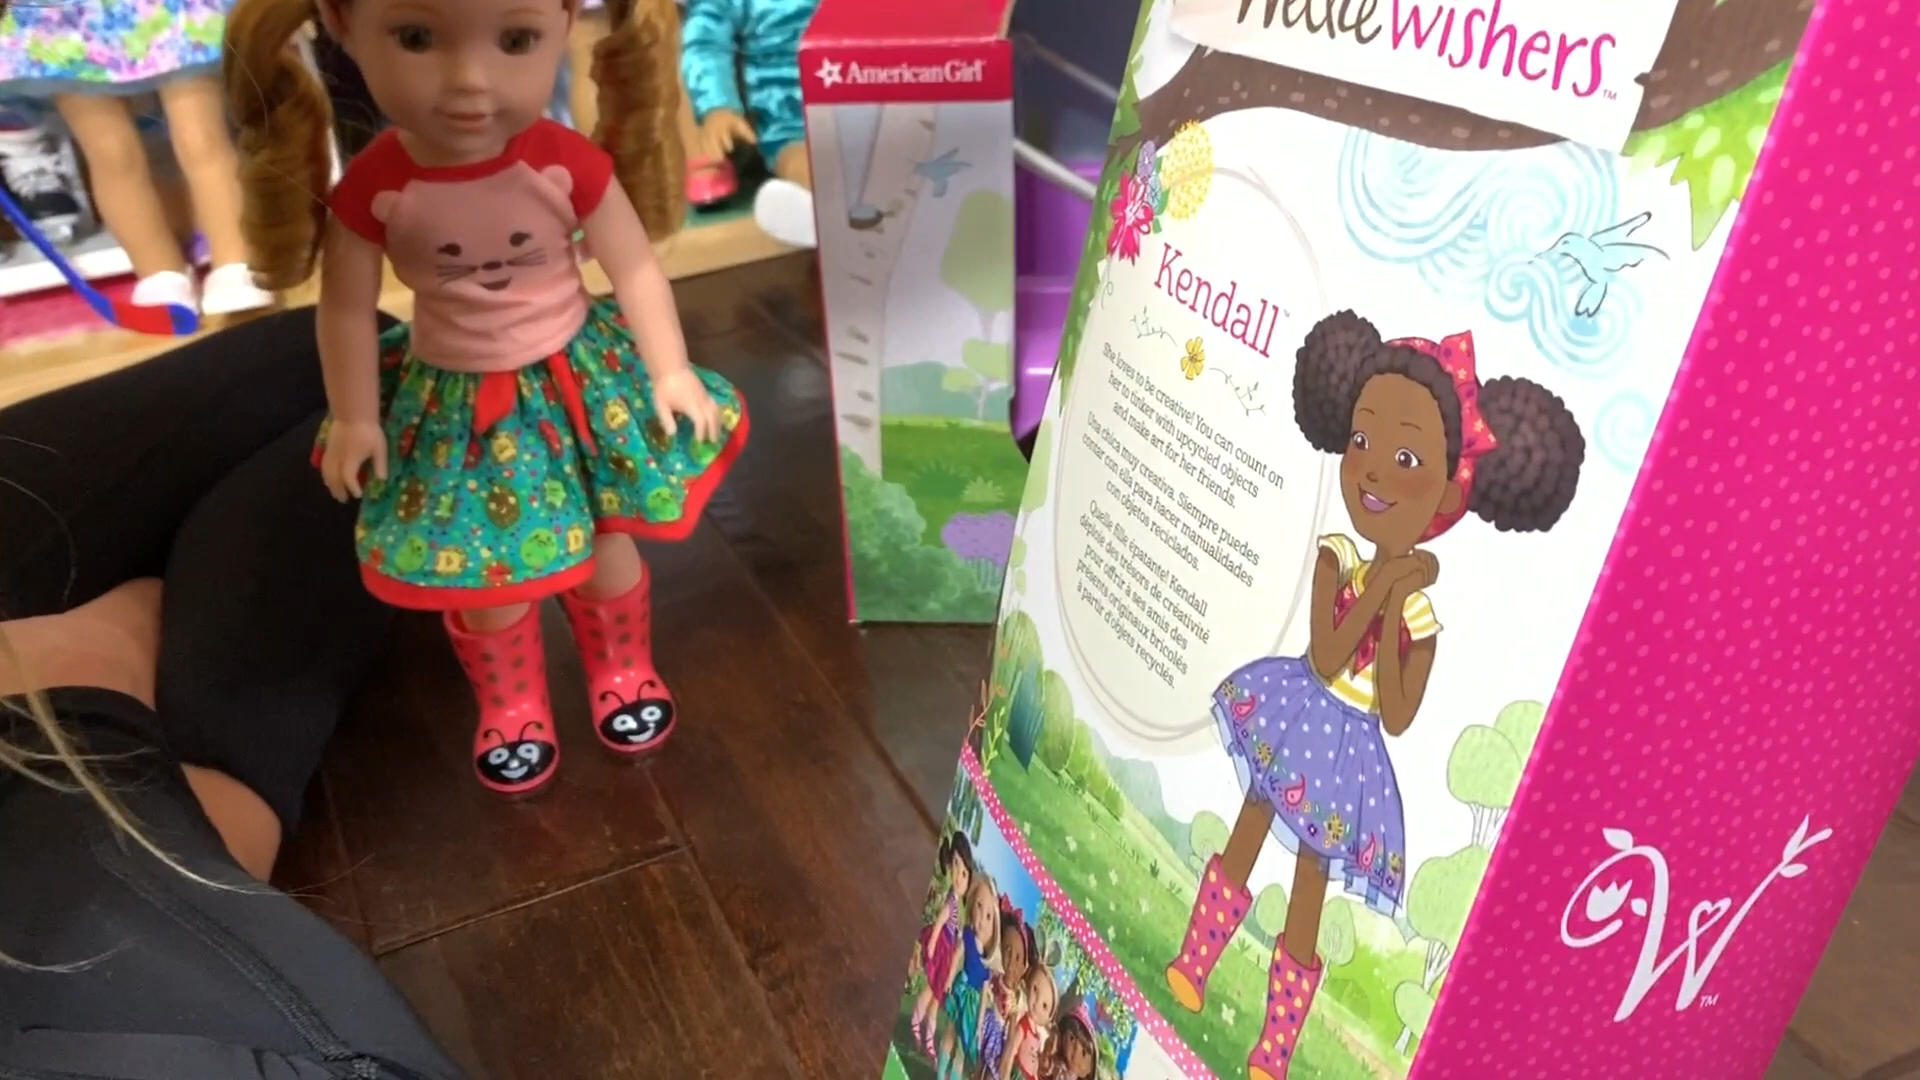 American Girl
WellieWishers™
Kendall™
She loves to be creative! You can count on
her to tinker with upcycled objects
and make art for her friends.
Una chica muy creativa. Siempre puedes
contar con ella para hacer manualidades
con objetos reciclados.
Quelle fille épatante! Kendall
déploie des trésors de créativité
pour offrir à ses amis des
présents originaux bricolés
à partir d'objets recyclés.
W™